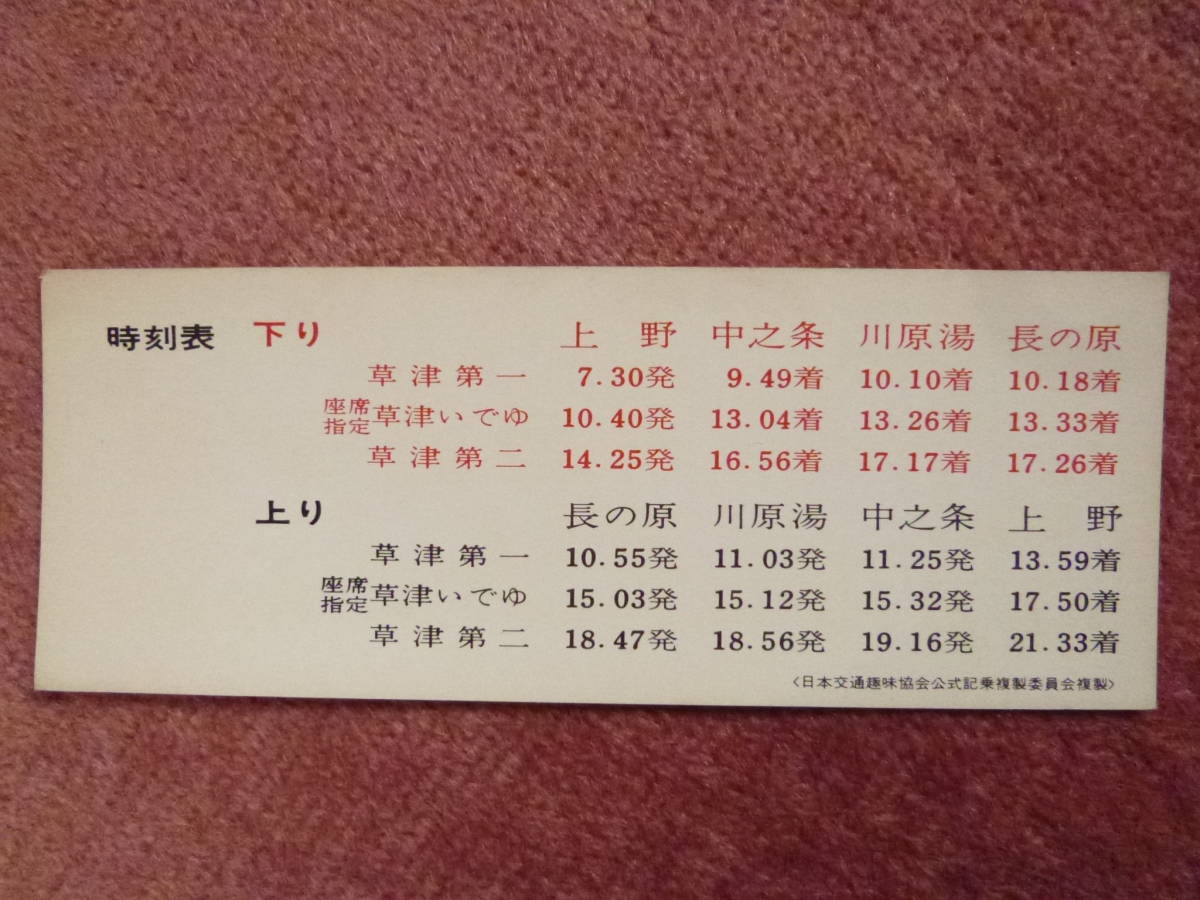 時刻表 下り 上野 中之条 川原湯 長の原
草津第一 7.30発 9.49着 10.10着 10.18着
座席指定 草津いでゆ 10.40発 13.04着 13.26着 13.33着
草津第二 14.25発 16.56着 17.17着 17.26着
上り 長の原 川原湯 中之条 上野
草津第一 10.55発 11.03発 11.25発 13.59着
座席指定 草津いでゆ 15.03発 15.12発 15.32発 17.50着
草津第二 18.47発 18.56発 19.16発 21.33着
〈日本交通趣味協会公式記乗複製委員会複製〉